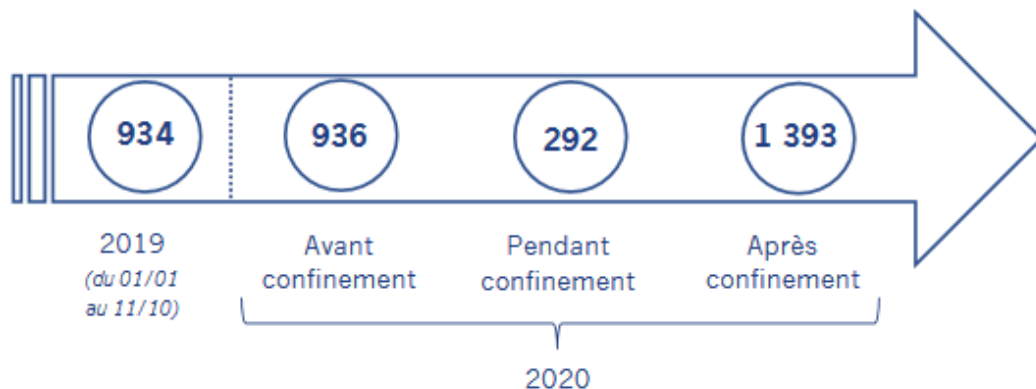 934
936
292
1 393
2019
(du 01/01
au 11/10)
Avant
confinement
Pendant
confinement
Après
confinement
2020